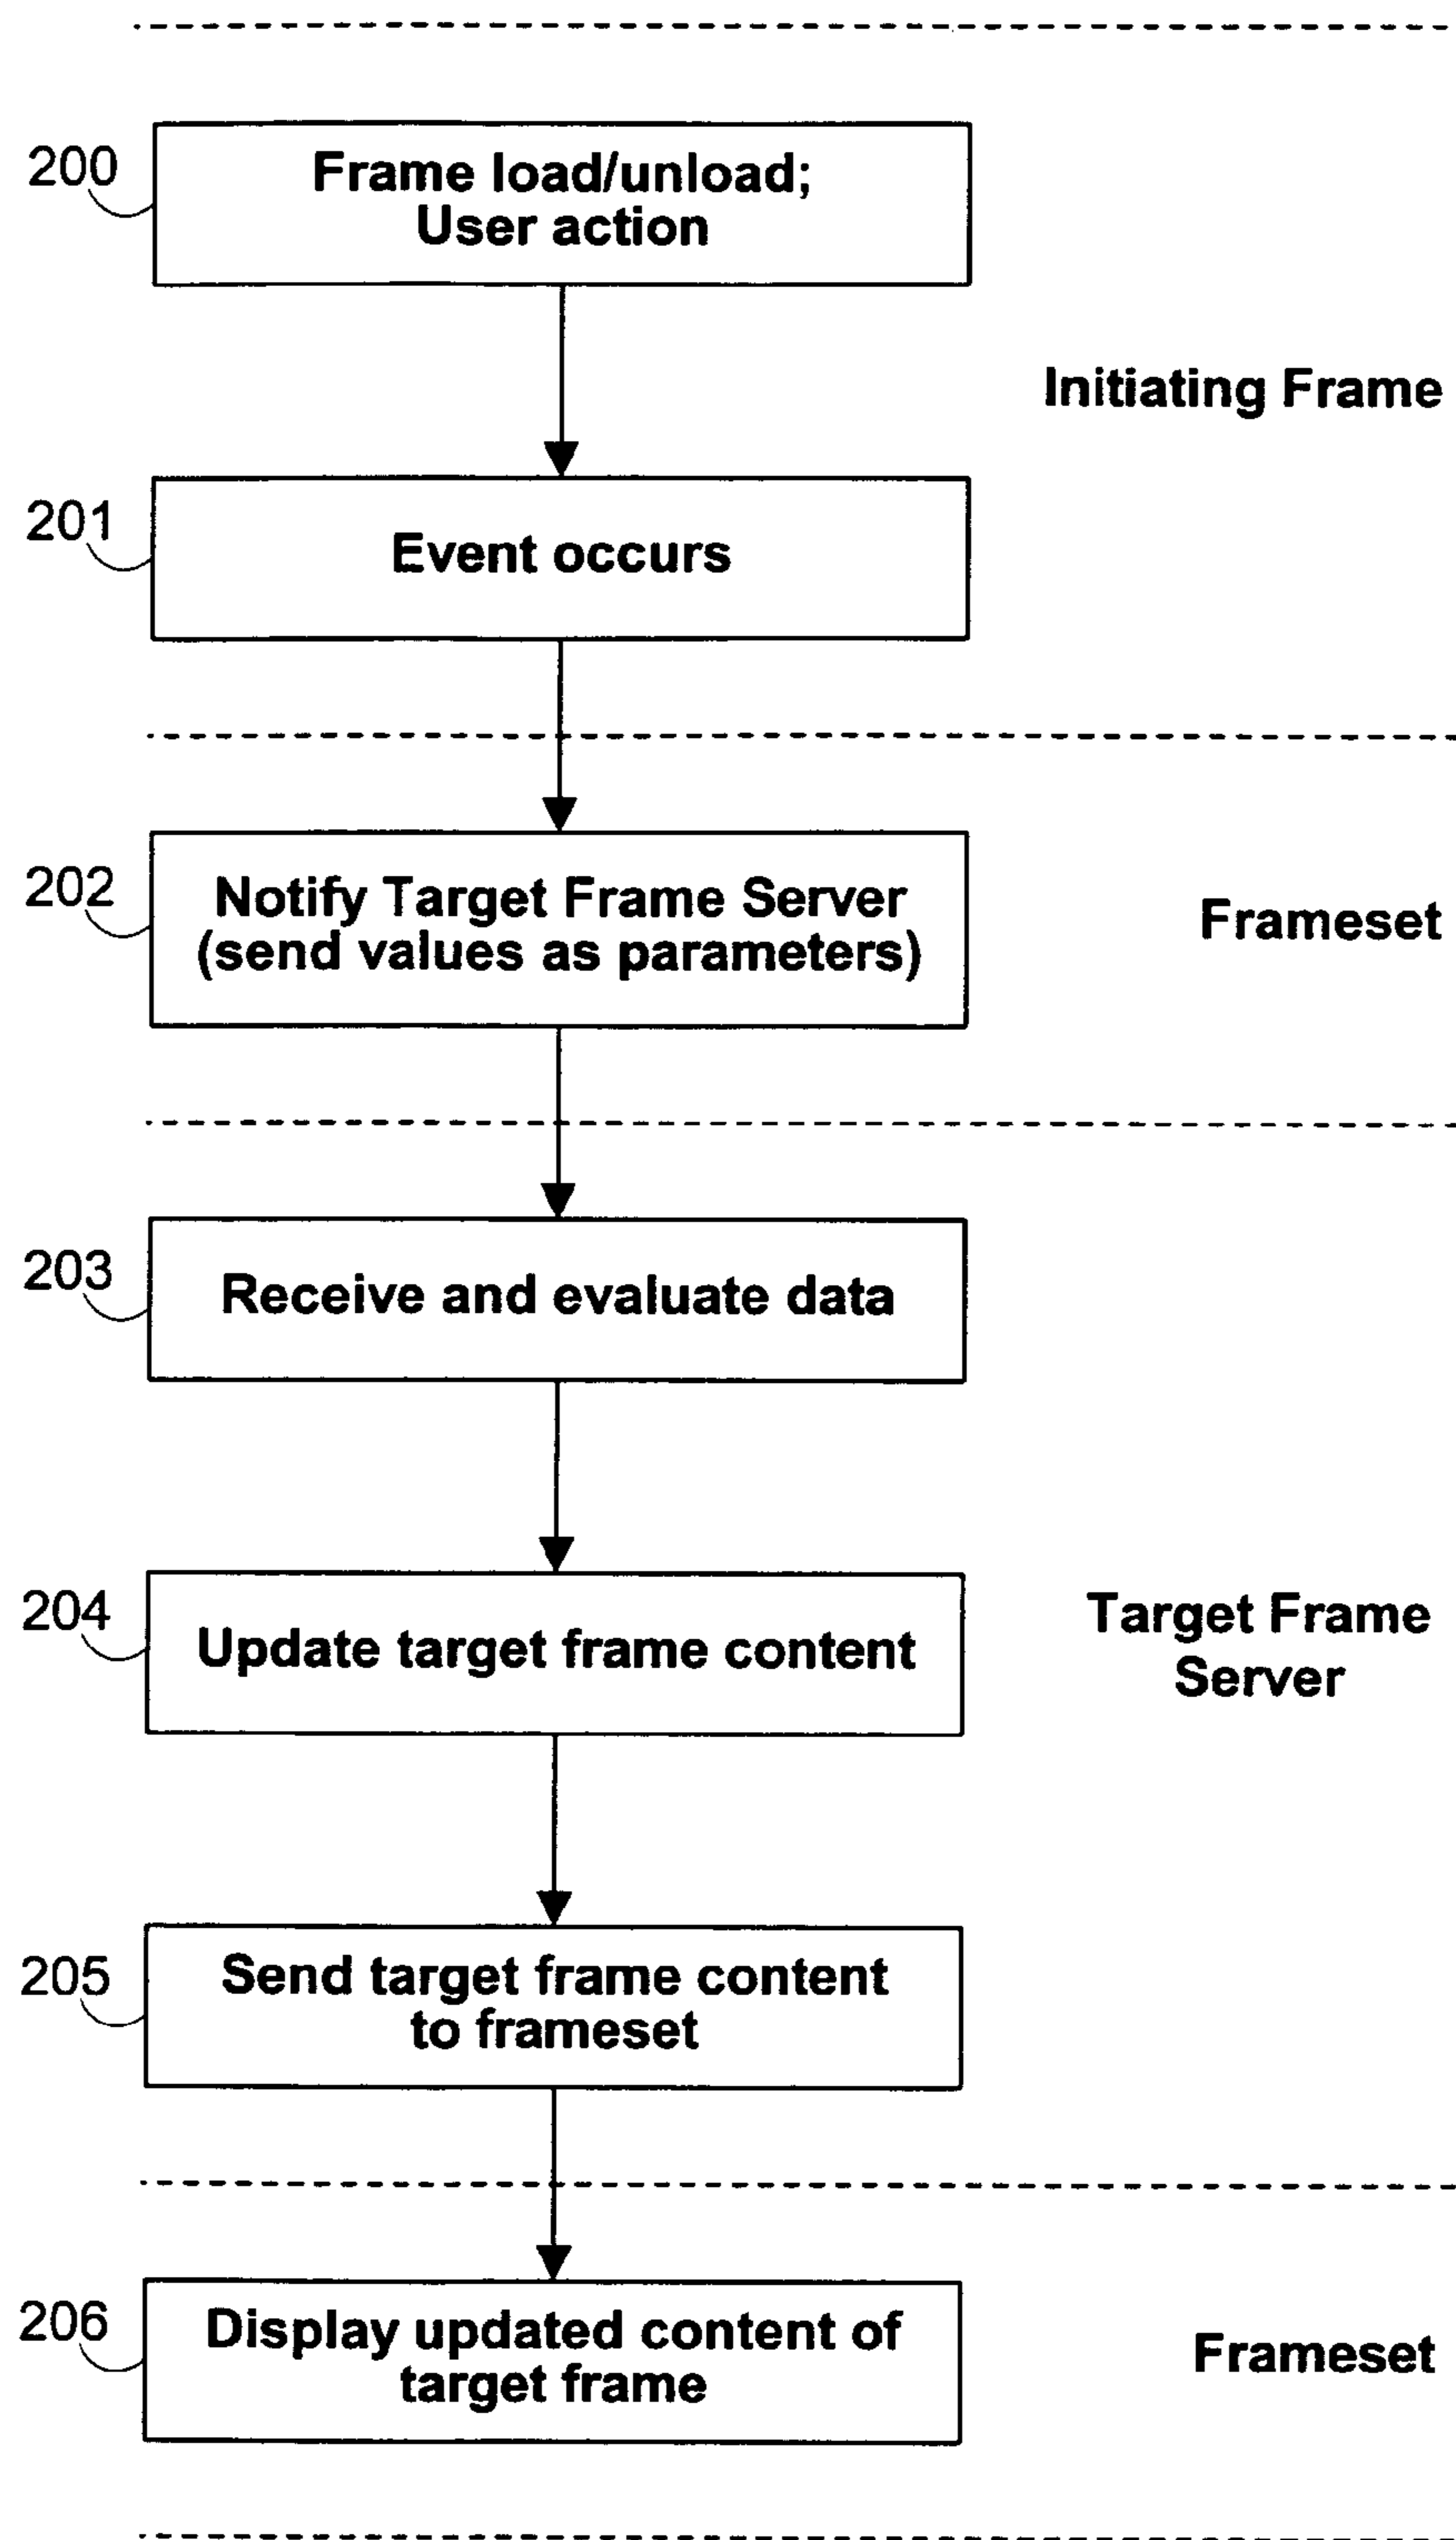 200
Frame load/unload;
User action
Initiating Frame
201
Event occurs
202
Notify Target Frame Server
(send values as parameters)
Frameset
203
Receive and evaluate data
204
Update target frame content
Target Frame
Server
205
Send target frame content
to frameset
206
Display updated content of
target frame
Frameset